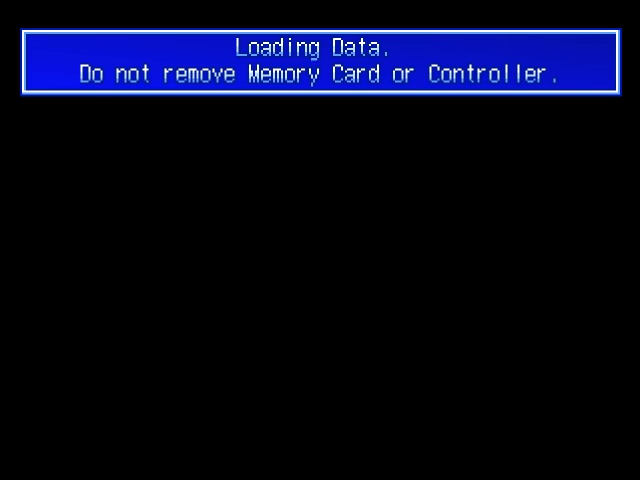 Loading Data.
Do not remove Memory Card or Controller.